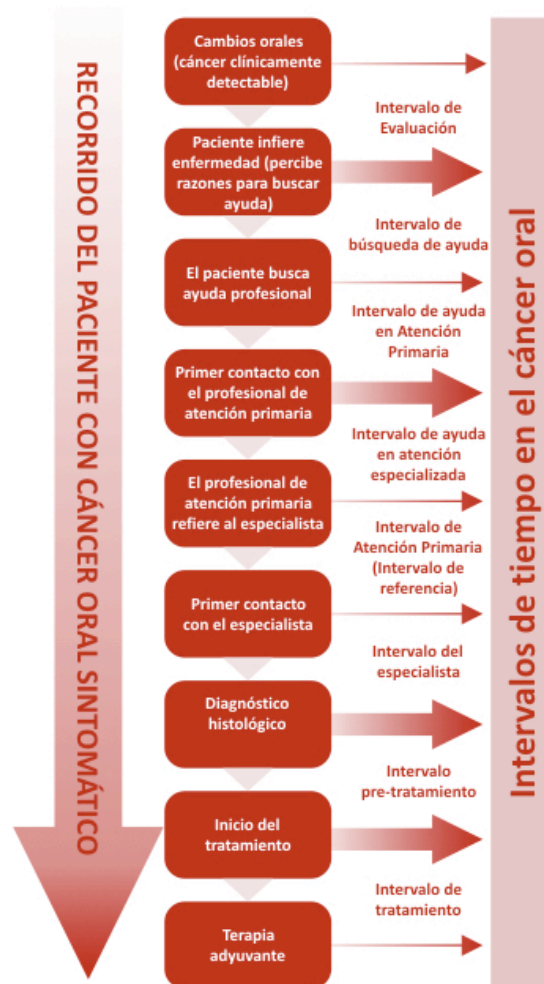 RECORRIDO DEL PACIENTE CON CÁNCER ORAL SINTOMÁTICO
Cambios orales
(cáncer clínicamente
detectable)
Intervalo de
Evaluación
Paciente infiere
enfermedad (percibe
razones para buscar
ayuda)
Intervalo de
búsqueda de ayuda
El paciente busca
ayuda profesional
Intervalo de ayuda
en Atención
Primaria
Primer contacto con
el profesional de
atención primaria
Intervalo de ayuda
en atención
especializada
El profesional de
atención primaria
refiere al especialista
Intervalo de
Atención Primaria
(Intervalo de
referencia)
Primer contacto
con el especialista
Intervalo del
especialista
Diagnóstico
histológico
Intervalo
pre-tratamiento
Inicio del
tratamiento
Intervalo de
tratamiento
Terapia
adyuvante
Intervalos de tiempo en el cáncer oral